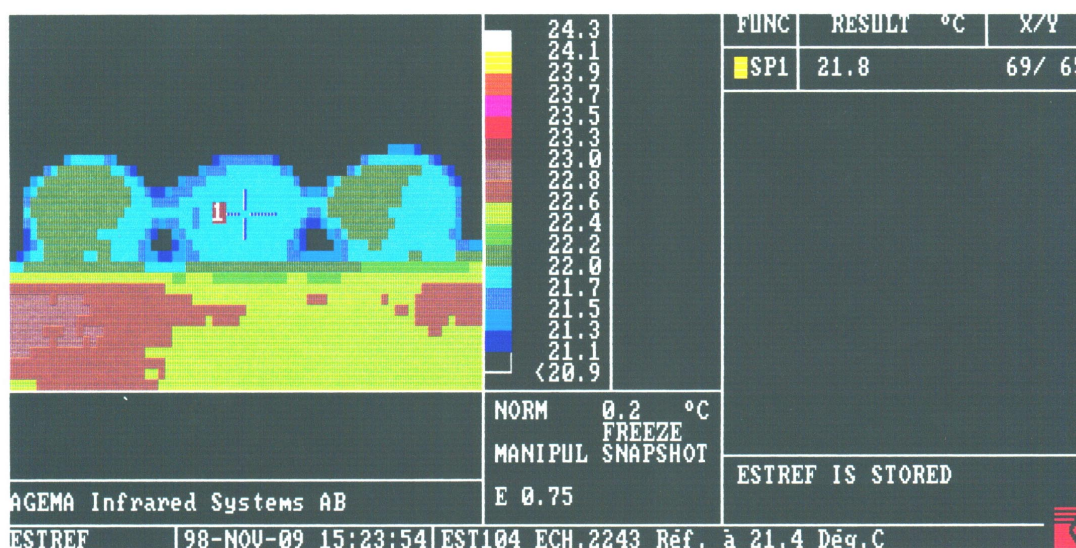 24.3
24.1
23.9
23.7
23.5
23.3
23.0
22.8
22.6
22.4
22.2
22.0
21.7
21.5
21.3
21.1
<20.9
FUNC RESULT ºC X/Y
SP1 21.8 69/
1
NORM 0.2 ºC
FREEZE
MANIPUL SNAPSHOT
E 0.75
ESTREF IS STORED
AGEMA Infrared Systems AB
ESTREF 98-NOV-09 15:23:54 EST104 ECH.2243 Réf. à 21.4 Dég.C